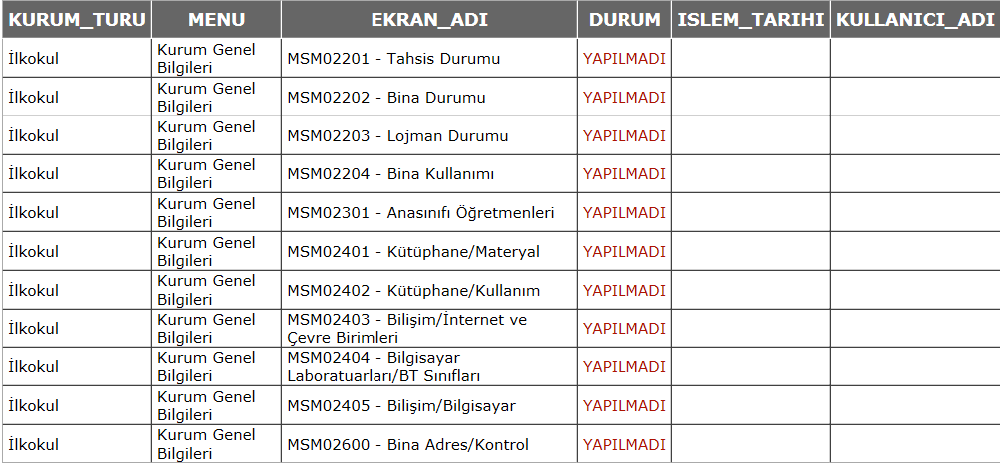 KURUM_TURU MENU EKRAN_ADI DURUM ISLEM_TARIHI KULLANICI_ADI
İlkokul Kurum Genel Bilgileri MSM02201 - Tahsis Durumu YAPILMADI
İlkokul Kurum Genel Bilgileri MSM02202 - Bina Durumu YAPILMADI
İlkokul Kurum Genel Bilgileri MSM02203 - Lojman Durumu YAPILMADI
İlkokul Kurum Genel Bilgileri MSM02204 - Bina Kullanımı YAPILMADI
İlkokul Kurum Genel Bilgileri MSM02301 - Anasınıfı Öğretmenleri YAPILMADI
İlkokul Kurum Genel Bilgileri MSM02401 - Kütüphane/Materyal YAPILMADI
İlkokul Kurum Genel Bilgileri MSM02402 - Kütüphane/Kullanım YAPILMADI
İlkokul Kurum Genel Bilgileri MSM02403 - Bilişim/İnternet ve Çevre Birimleri YAPILMADI
İlkokul Kurum Genel Bilgileri MSM02404 - Bilgisayar Laboratuarları/BT Sınıfları YAPILMADI
İlkokul Kurum Genel Bilgileri MSM02405 - Bilişim/Bilgisayar YAPILMADI
İlkokul Kurum Genel Bilgileri MSM02600 - Bina Adres/Kontrol YAPILMADI